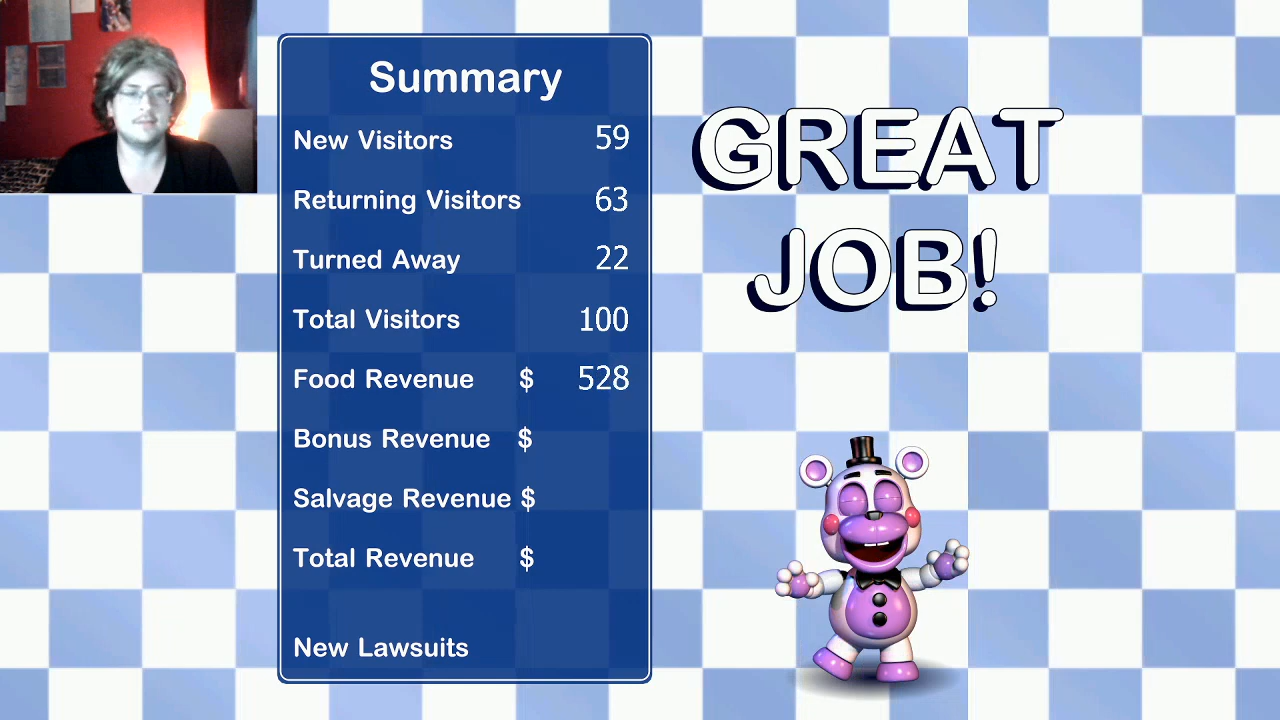 Summary
New Visitors 59
Returning Visitors 63
Turned Away 22
Total Visitors 100
Food Revenue $ 528
Bonus Revenue $
Salvage Revenue $
Total Revenue $
New Lawsuits
GREAT
JOB!